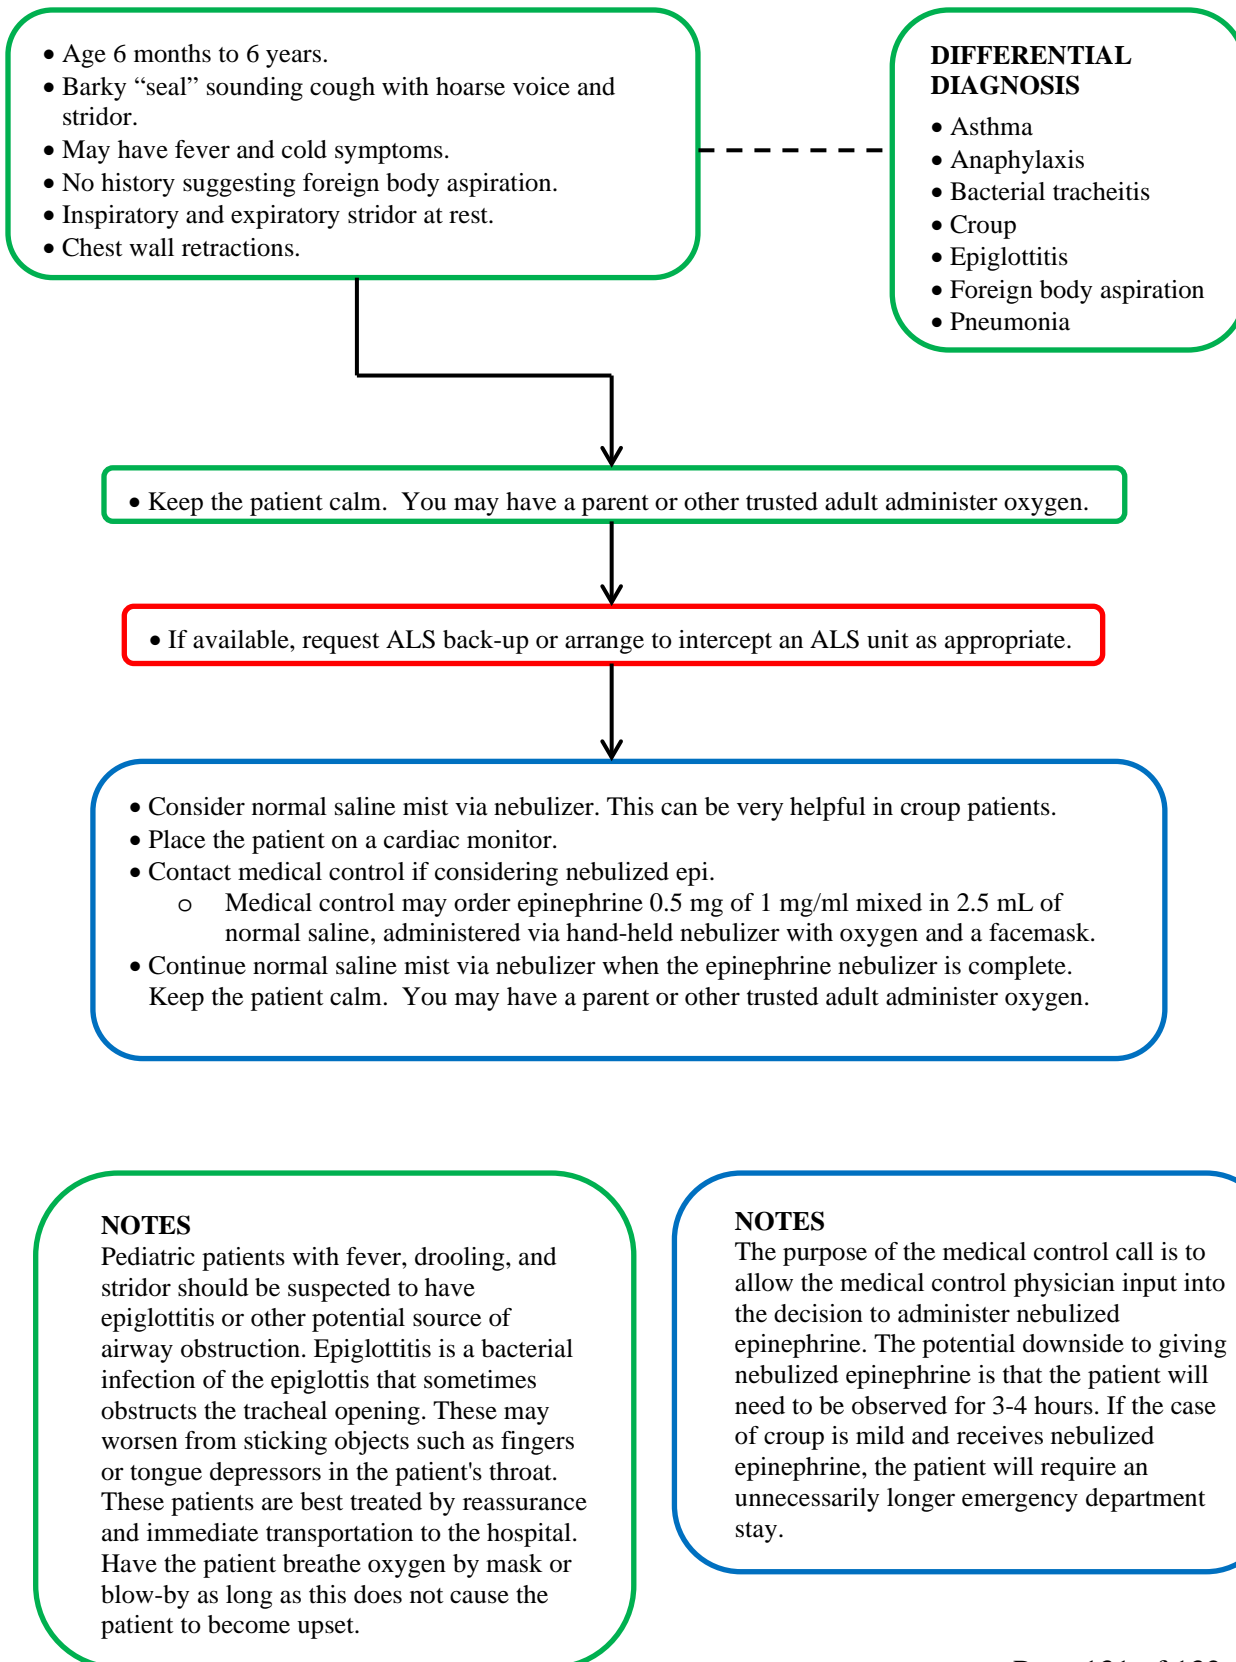 • Age 6 months to 6 years.
• Barky “seal” sounding cough with hoarse voice and
stridor.
• May have fever and cold symptoms.
• No history suggesting foreign body aspiration.
• Inspiratory and expiratory stridor at rest.
• Chest wall retractions.
DIFFERENTIAL
DIAGNOSIS
• Asthma
• Anaphylaxis
• Bacterial tracheitis
• Croup
• Epiglottitis
• Foreign body aspiration
• Pneumonia
• Keep the patient calm.  You may have a parent or other trusted adult administer oxygen.
• If available, request ALS back-up or arrange to intercept an ALS unit as appropriate.
• Consider normal saline mist via nebulizer. This can be very helpful in croup patients.
• Place the patient on a cardiac monitor.
• Contact medical control if considering nebulized epi.
o Medical control may order epinephrine 0.5 mg of 1 mg/ml mixed in 2.5 mL of
normal saline, administered via hand-held nebulizer with oxygen and a facemask.
• Continue normal saline mist via nebulizer when the epinephrine nebulizer is complete.
Keep the patient calm.  You may have a parent or other trusted adult administer oxygen.
NOTES
Pediatric patients with fever, drooling, and
stridor should be suspected to have
epiglottitis or other potential source of
airway obstruction. Epiglottitis is a bacterial
infection of the epiglottis that sometimes
obstructs the tracheal opening. These may
worsen from sticking objects such as fingers
or tongue depressors in the patient's throat.
These patients are best treated by reassurance
and immediate transportation to the hospital.
Have the patient breathe oxygen by mask or
blow-by as long as this does not cause the
patient to become upset.
NOTES
The purpose of the medical control call is to
allow the medical control physician input into
the decision to administer nebulized
epinephrine. The potential downside to giving
nebulized epinephrine is that the patient will
need to be observed for 3-4 hours. If the case
of croup is mild and receives nebulized
epinephrine, the patient will require an
unnecessarily longer emergency department
stay.